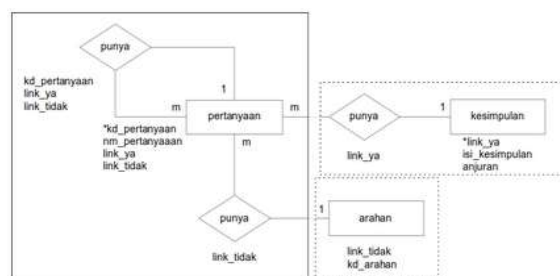 punya
kd_pertanyaan
link_ya
link_tidak
1
m
pertanyaan
m
punya
1
kesimpulan
*kd_pertanyaan
nm_pertanyaaan
link_ya
link_tidak
m
link_ya
*link_ya
isi_kesimpulan
anjuran
punya
1
arahan
link_tidak
link_tidak
kd_arahan